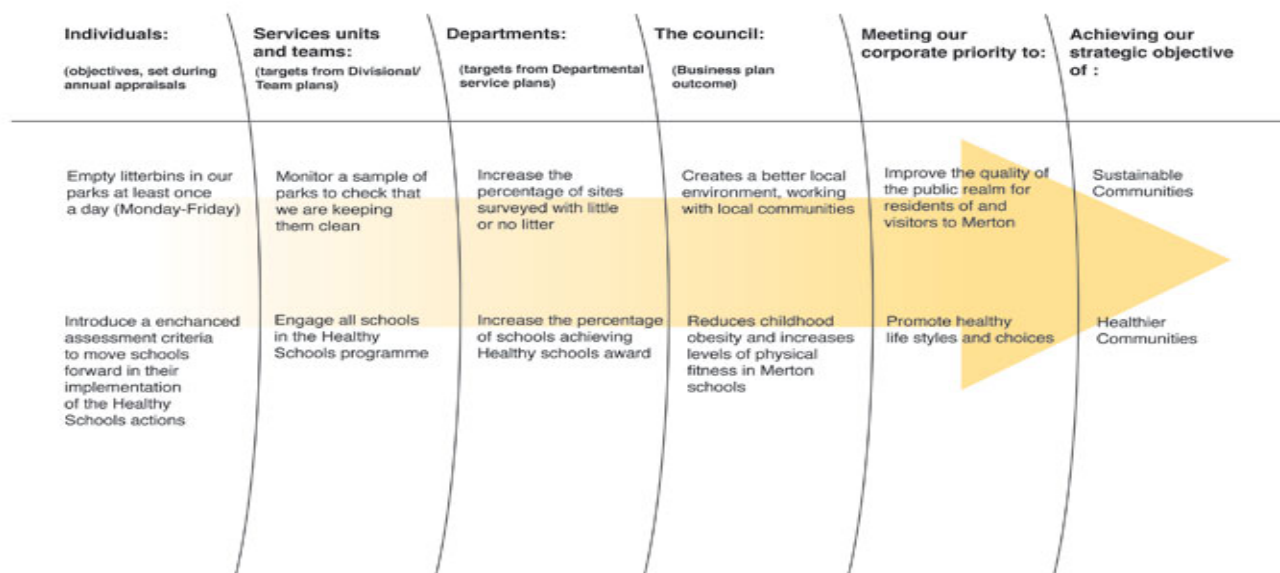 Individuals:
(objectives, set during
annual appraisals
Services units
and teams:
(targets from Divisional/
Team plans)
Departments:
(targets from Departmental
service plans)
The council:
(Business plan
outcome)
Meeting our
corporate priority to:
Achieving our
strategic objective
of :
Empty litterbins in our
parks at least once
a day (Monday-Friday)
Monitor a sample of
parks to check that
we are keeping
them clean
Increase the
percentage of sites
surveyed with little
or no litter
Creates a better local
environment, working
with local communities
Improve the quality of
the public realm for
residents of and
visitors to Merton
Sustainable
Communities
Introduce a enchanced
assessment criteria
to move schools
forward in their
implementation
of the Healthy
Schools actions
Engage all schools
in the Healthy
Schools programme
Increase the percentage
of schools achieving
Healthy schools award
Reduces childhood
obesity and increases
levels of physical
fitness in Merton
schools
Promote healthy
life styles and choices
Healthier
Communities